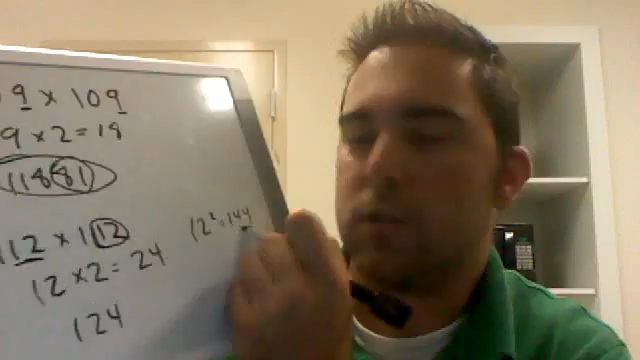 9 x 109
9 x 2 = 18
11881
112 x 112
12 x 2 = 24
12² = 144
124